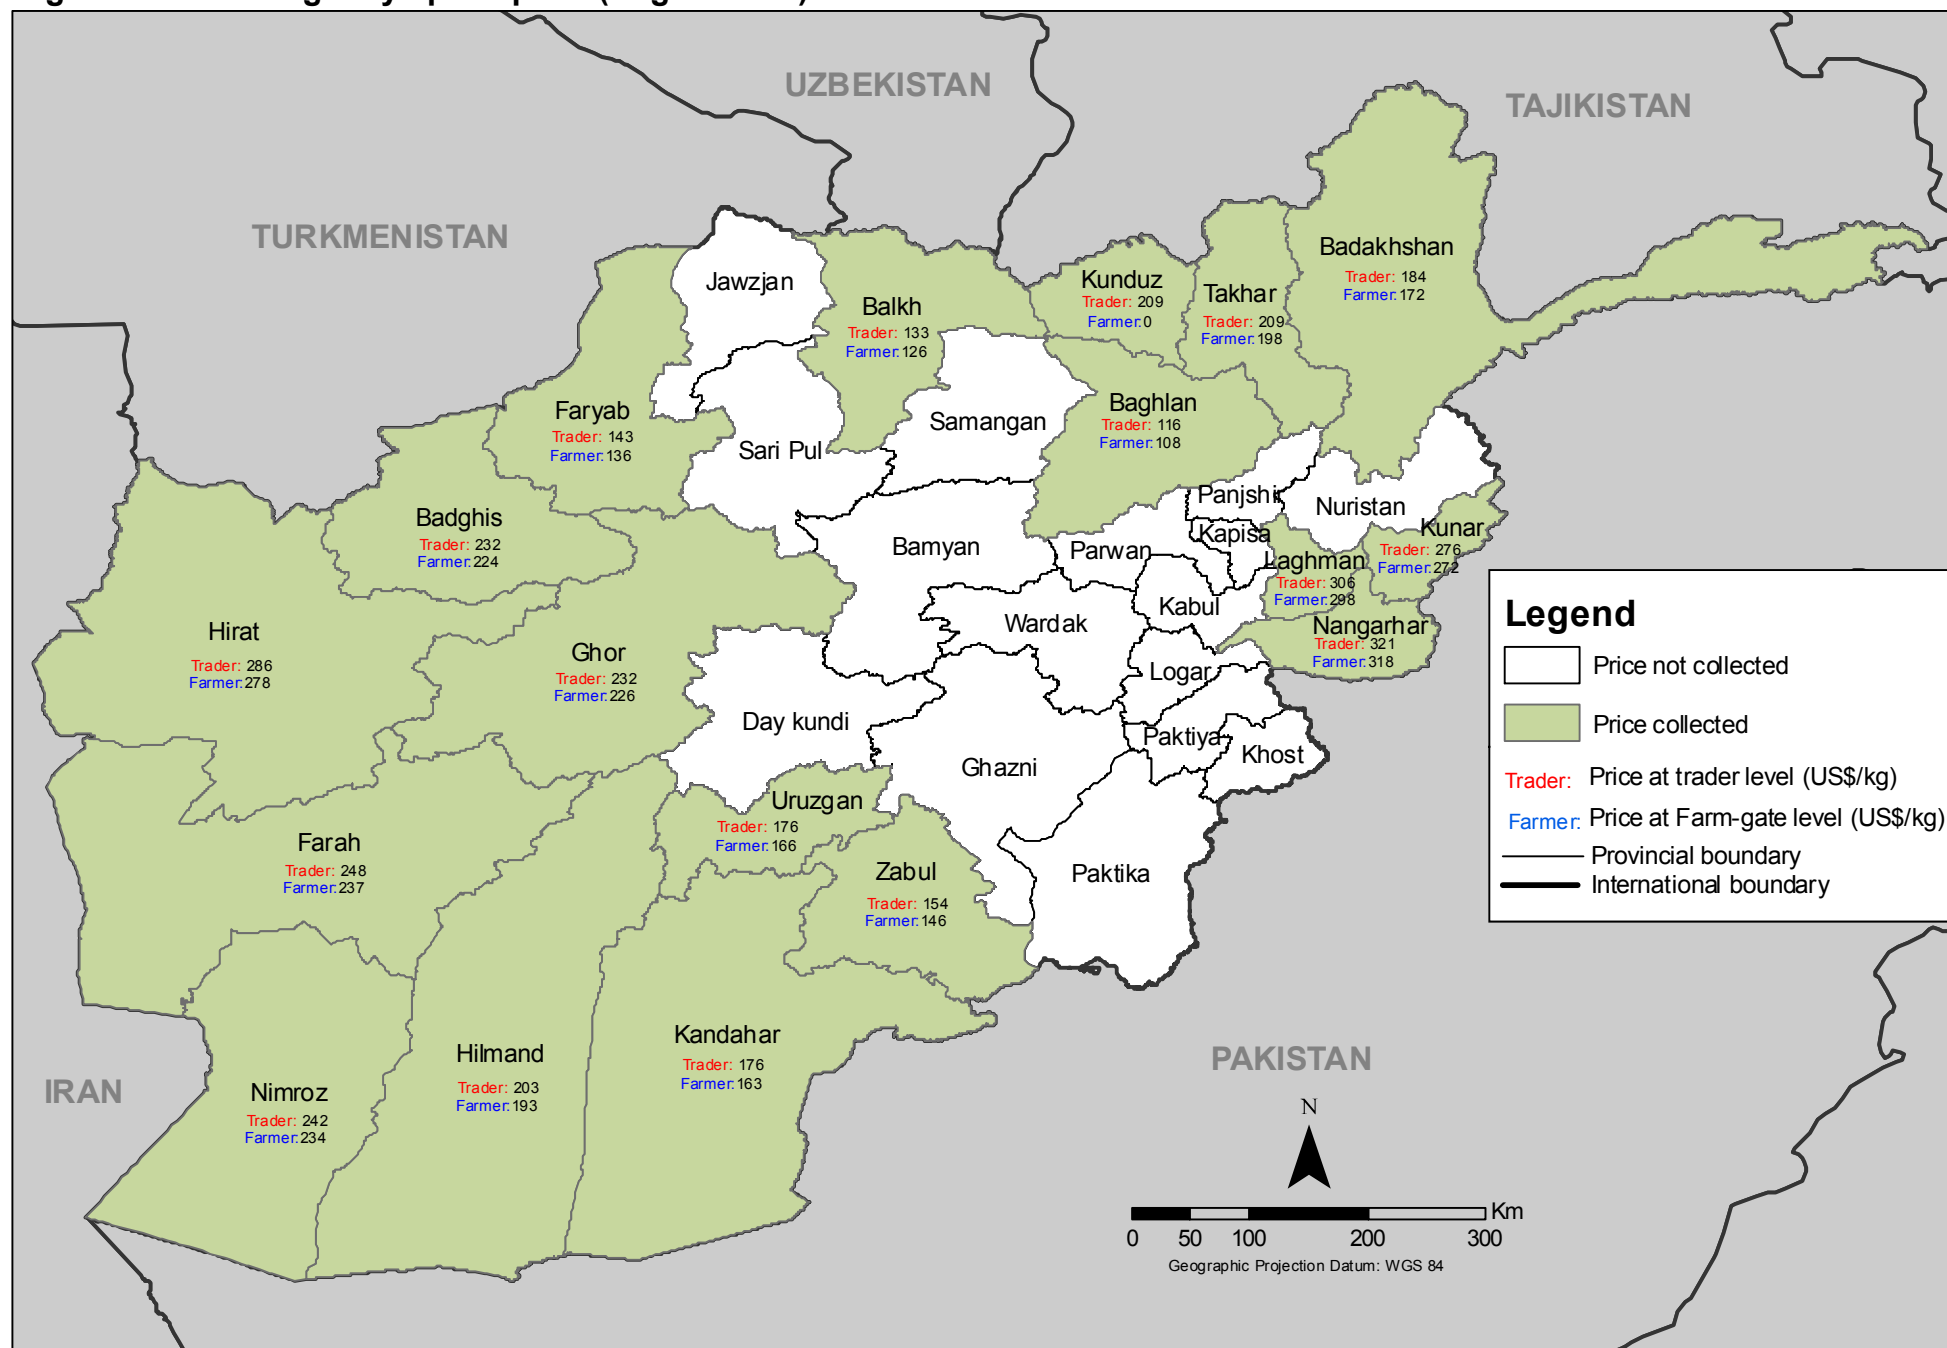 UZBEKISTAN
TAJIKISTAN
TURKMENISTAN
Jawzjan
Balkh
Trader: 133
Farmer:126
Kunduz
Trader: 209
Farmer:0
Takhar
Trader: 209
Farmer:198
Badakhshan
Trader: 184
Farmer:172
Faryab
Trader: 143
Farmer:136
Sari Pul
Samangan
Baghlan
Trader: 116
Farmer:108
Badghis
Trader: 232
Farmer:224
Bamyan
Parwan
Panjshir
Kapisa
Nuristan
Kunar
Trader: 276
Farmer:272
Laghman
Trader: 306
Farmer:298
Hirat
Trader: 286
Farmer:278
Ghor
Trader: 232
Farmer:226
Wardak
Kabul
Nangarhar
Trader: 321
Farmer:318
Logar
Day kundi
Ghazni
Paktiya
Khost
Uruzgan
Trader: 176
Farmer:166
Farah
Trader: 248
Farmer:237
Zabul
Trader: 154
Farmer:146
Paktika
Kandahar
Trader: 176
Farmer:163
Hilmand
Trader: 203
Farmer:193
Nimroz
Trader: 242
Farmer:234
IRAN
PAKISTAN
Legend
Price not collected
Price collected
Trader: Price at trader level (US$/kg)
Farmer: Price at Farm-gate level (US$/kg)
Provincial boundary
International boundary
N
Km
0 50 100 200 300
Geographic Projection Datum: WGS 84